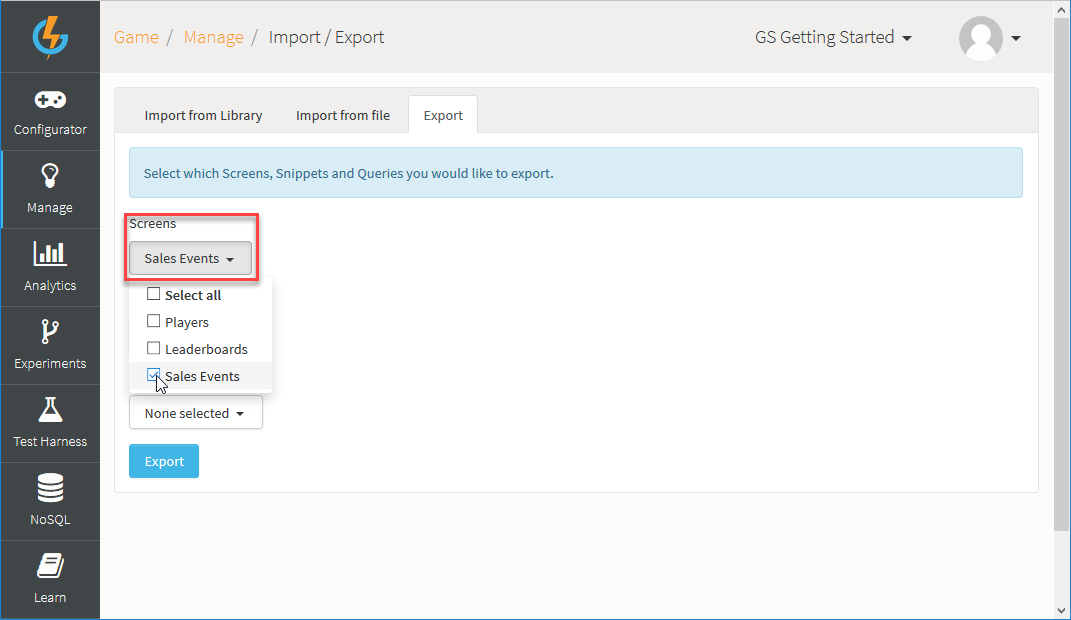 Game / Manage / Import / Export
GS Getting Started
Configurator
Manage
Analytics
Experiments
Test Harness
NoSQL
Learn
Import from Library
Import from file
Export
Select which Screens, Snippets and Queries you would like to export.
Screens
Sales Events
Select all
Players
Leaderboards
Sales Events
None selected
Export